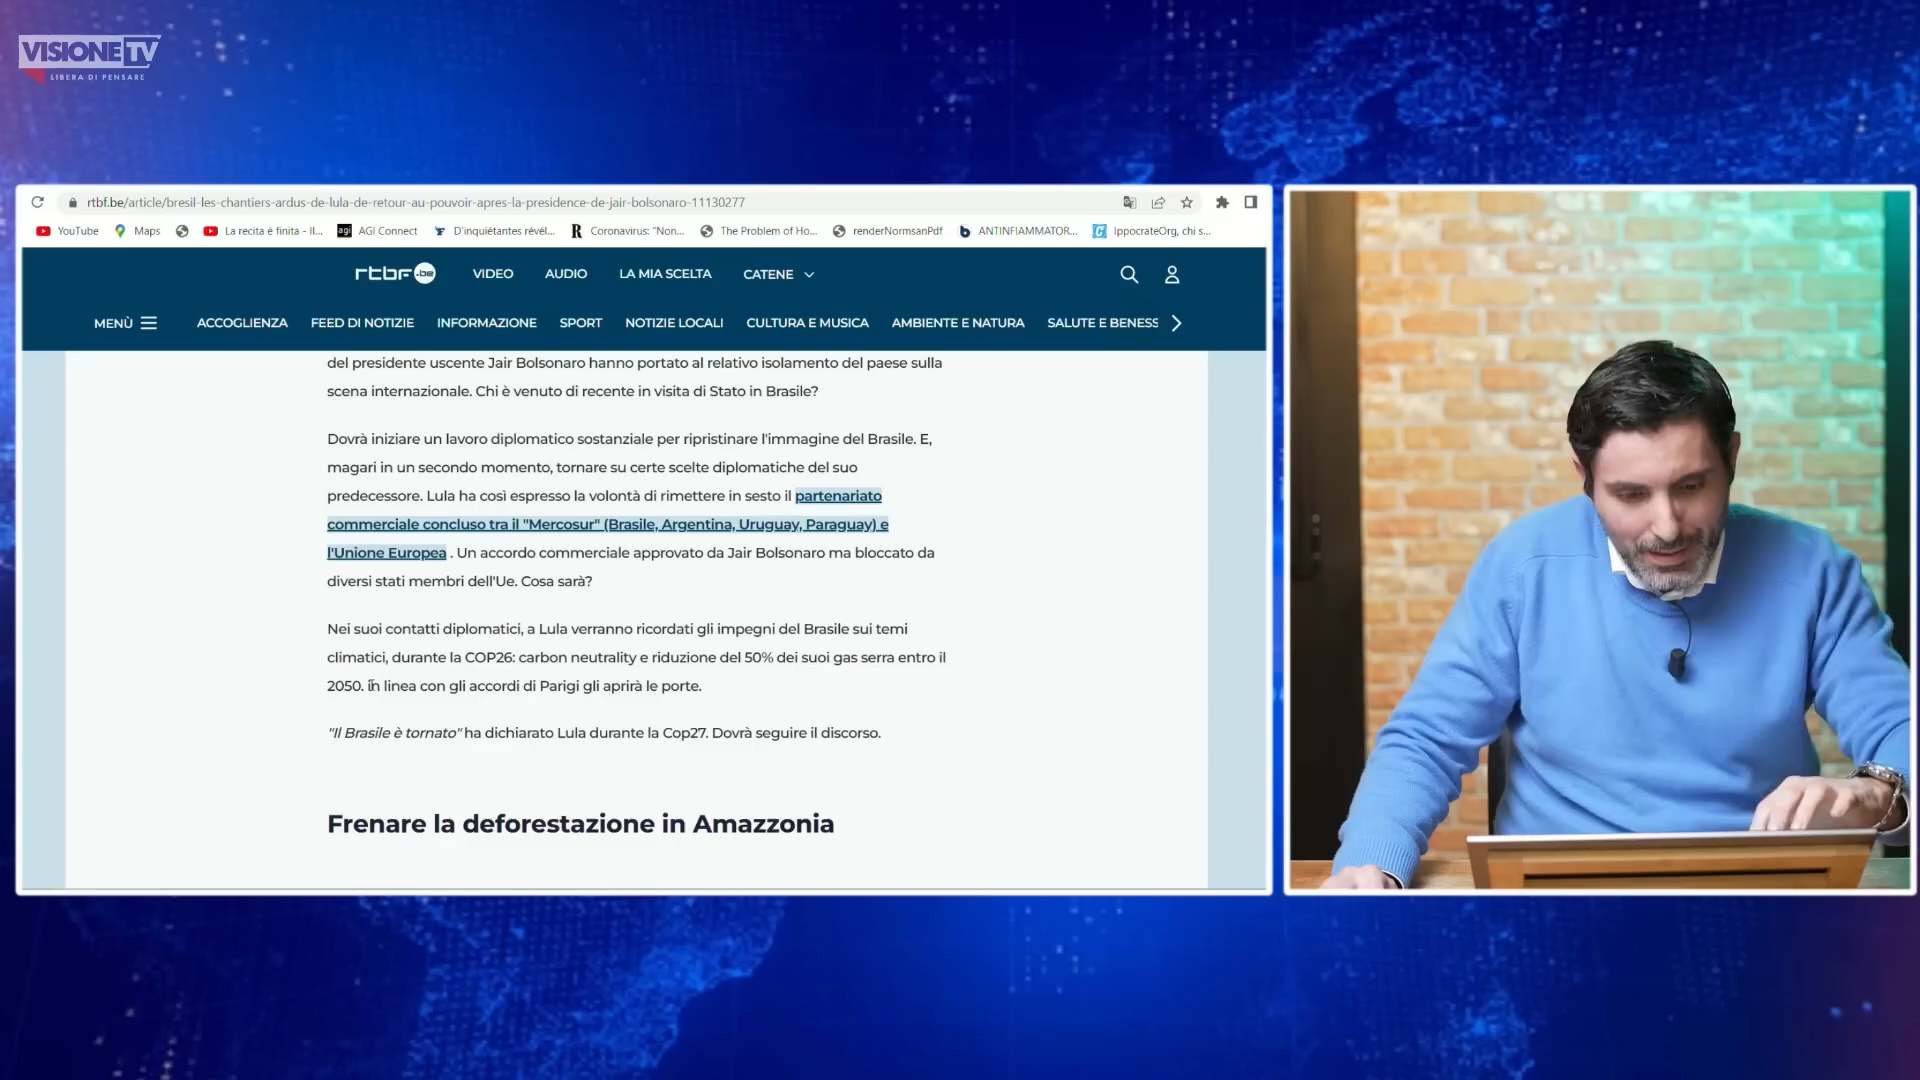 VISIONE TV
LIBERA DI PENSARE
rtbf.be/article/bresil-les-chantiers-ardus-de-lula-de-retour-au-pouvoir-apres-la-presidence-de-jair-bolsonaro-11130277
YouTube Maps La recita è finita - Il... agi AGI Connect D'inquiétantes révél... R Coronavirus: "Non... The Problem of Ho... renderNormsanPdf b ANTINFIAMMATOR... IppocrateOrg, chi s...
rtbf.be VIDEO AUDIO LA MIA SCELTA CATENE
MENÙ ACCOGLIENZA FEED DI NOTIZIE INFORMAZIONE SPORT NOTIZIE LOCALI CULTURA E MUSICA AMBIENTE E NATURA SALUTE E BENESS
del presidente uscente Jair Bolsonaro hanno portato al relativo isolamento del paese sulla
scena internazionale. Chi è venuto di recente in visita di Stato in Brasile?
Dovrà iniziare un lavoro diplomatico sostanziale per ripristinare l'immagine del Brasile. E,
magari in un secondo momento, tornare su certe scelte diplomatiche del suo
predecessore. Lula ha così espresso la volontà di rimettere in sesto il partenariato
commerciale concluso tra il "Mercosur" (Brasile, Argentina, Uruguay, Paraguay) e
l'Unione Europea . Un accordo commerciale approvato da Jair Bolsonaro ma bloccato da
diversi stati membri dell'Ue. Cosa sarà?
Nei suoi contatti diplomatici, a Lula verranno ricordati gli impegni del Brasile sui temi
climatici, durante la COP26: carbon neutrality e riduzione del 50% dei suoi gas serra entro il
2050. In linea con gli accordi di Parigi gli aprirà le porte.
"Il Brasile è tornato" ha dichiarato Lula durante la Cop27. Dovrà seguire il discorso.
Frenare la deforestazione in Amazzonia